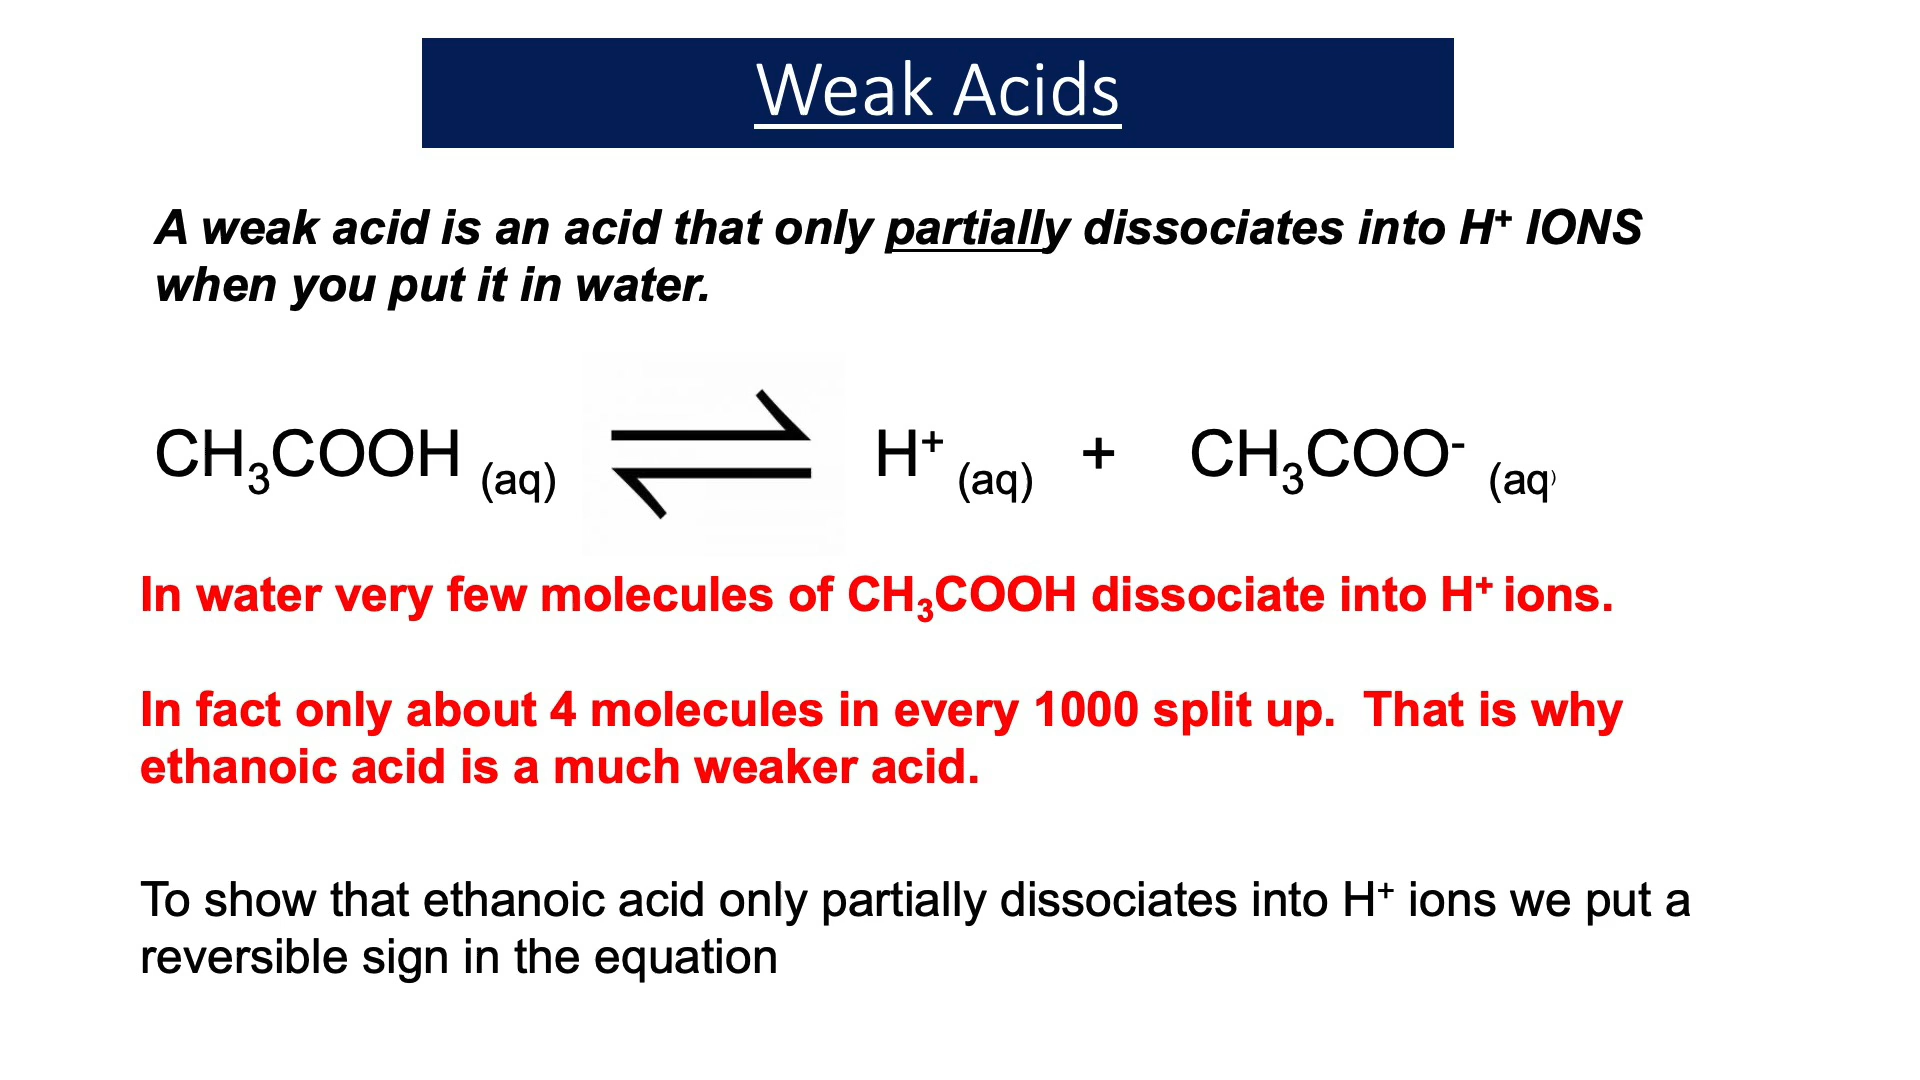 Weak Acids
A weak acid is an acid that only partially dissociates into H⁺ IONS
when you put it in water.
CH₃COOH (aq) ⇌ H⁺ (aq) + CH₃COO⁻ (aq)
In water very few molecules of CH₃COOH dissociate into H⁺ ions.
In fact only about 4 molecules in every 1000 split up. That is why
ethanoic acid is a much weaker acid.
To show that ethanoic acid only partially dissociates into H⁺ ions we put a
reversible sign in the equation